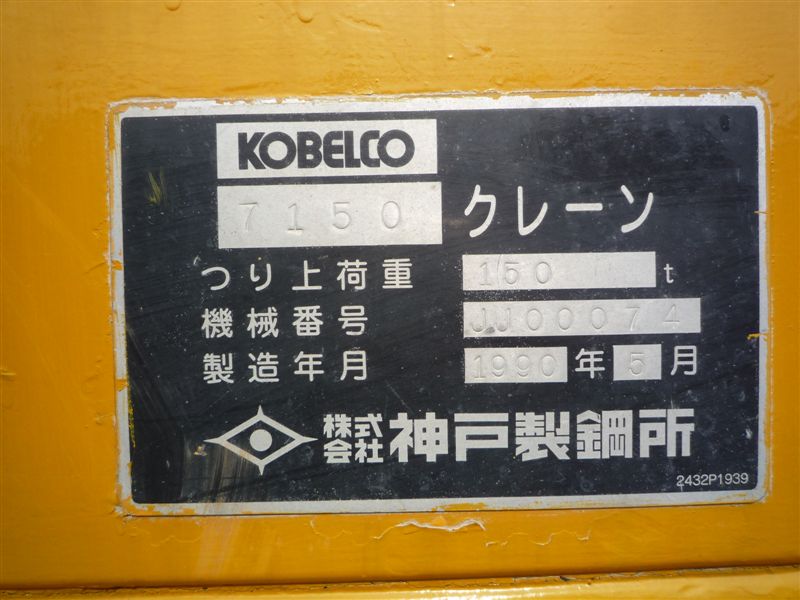 KOBELCO
7150 クレーン
つり上荷重 150 t
機械番号 JJ00074
製造年月 1990年 5月
株式会社 神戸製鋼所
2432P1939